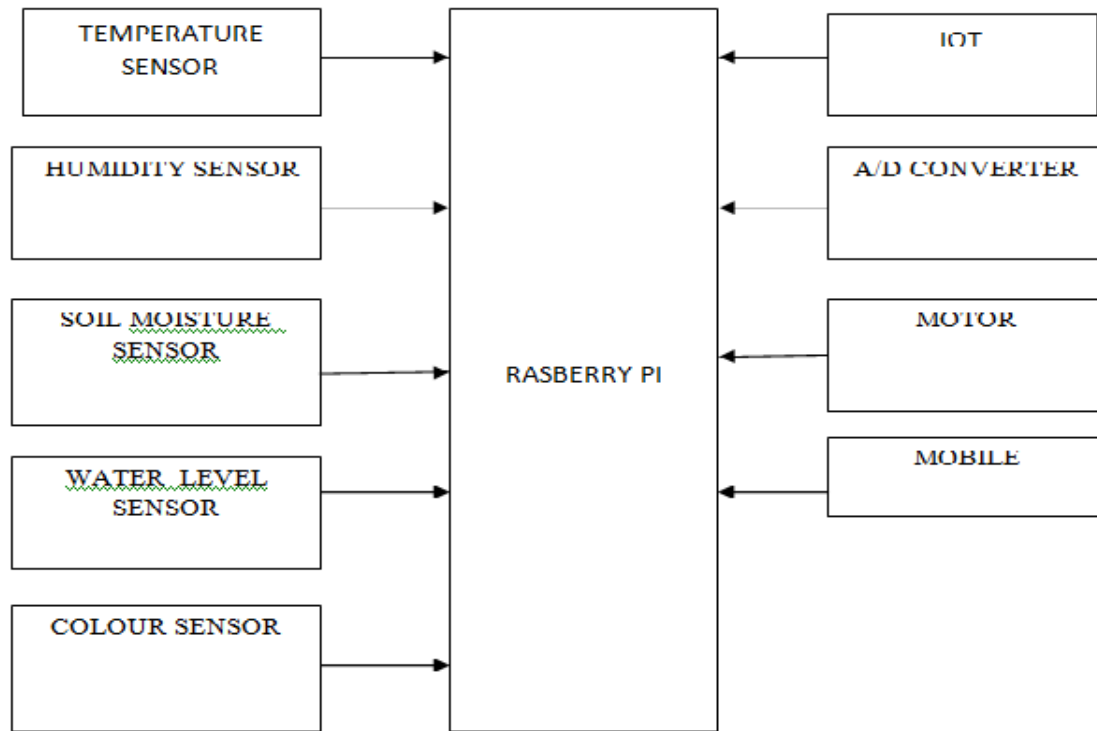 TEMPERATURE
SENSOR
HUMIDITY SENSOR
SOIL MOISTURE
SENSOR
WATER LEVEL
SENSOR
COLOUR SENSOR
RASBERRY PI
IOT
A/D CONVERTER
MOTOR
MOBILE